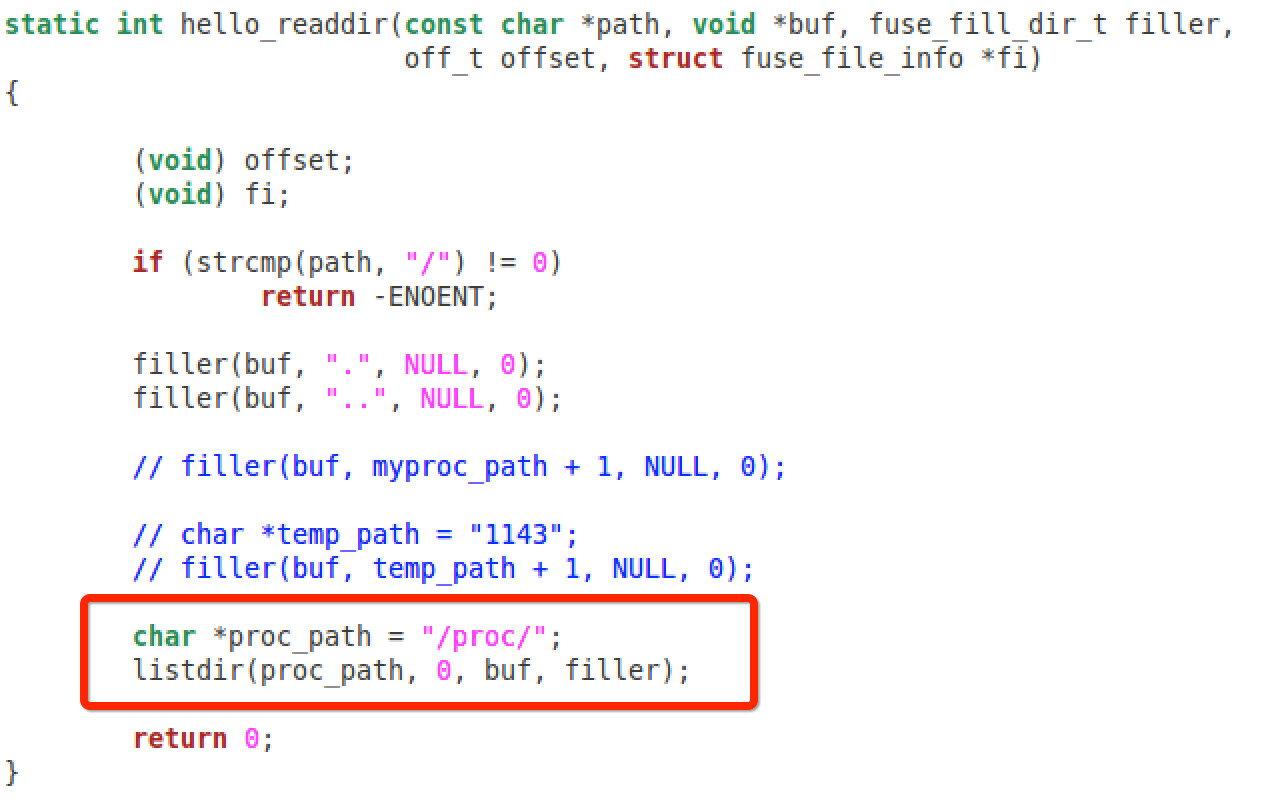 static int hello_readdir(const char *path, void *buf, fuse_fill_dir_t filler,
                         off_t offset, struct fuse_file_info *fi)
{

        (void) offset;
        (void) fi;

        if (strcmp(path, "/") != 0)
                return -ENOENT;

        filler(buf, ".", NULL, 0);
        filler(buf, "..", NULL, 0);

        // filler(buf, myproc_path + 1, NULL, 0);

        // char *temp_path = "1143";
        // filler(buf, temp_path + 1, NULL, 0);

        char *proc_path = "/proc/";
        listdir(proc_path, 0, buf, filler);

        return 0;
}